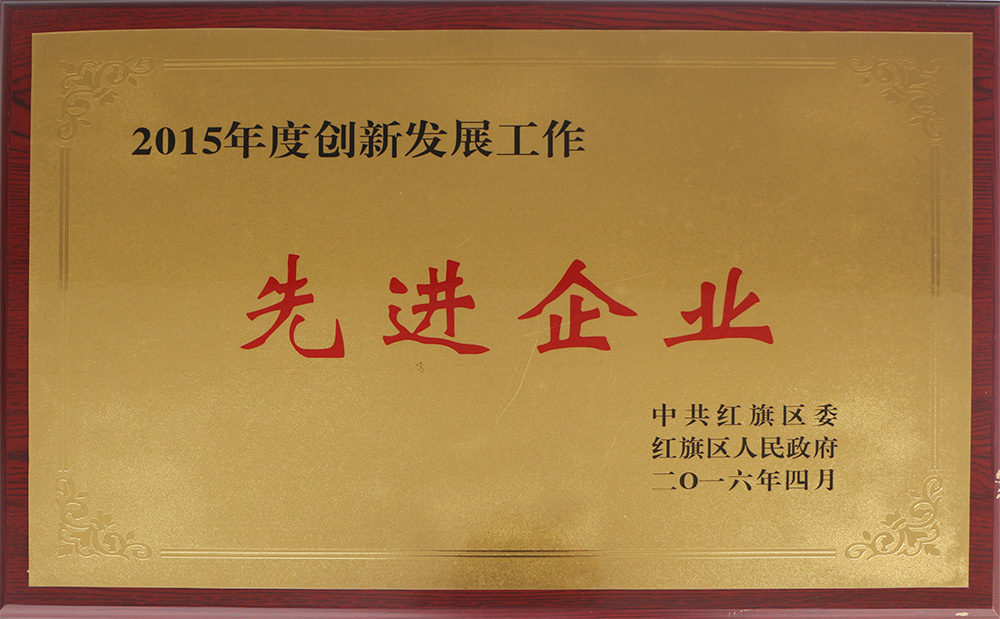 2015年度创新发展工作
先进企业
中共红旗区委
红旗区人民政府
二O一六年四月